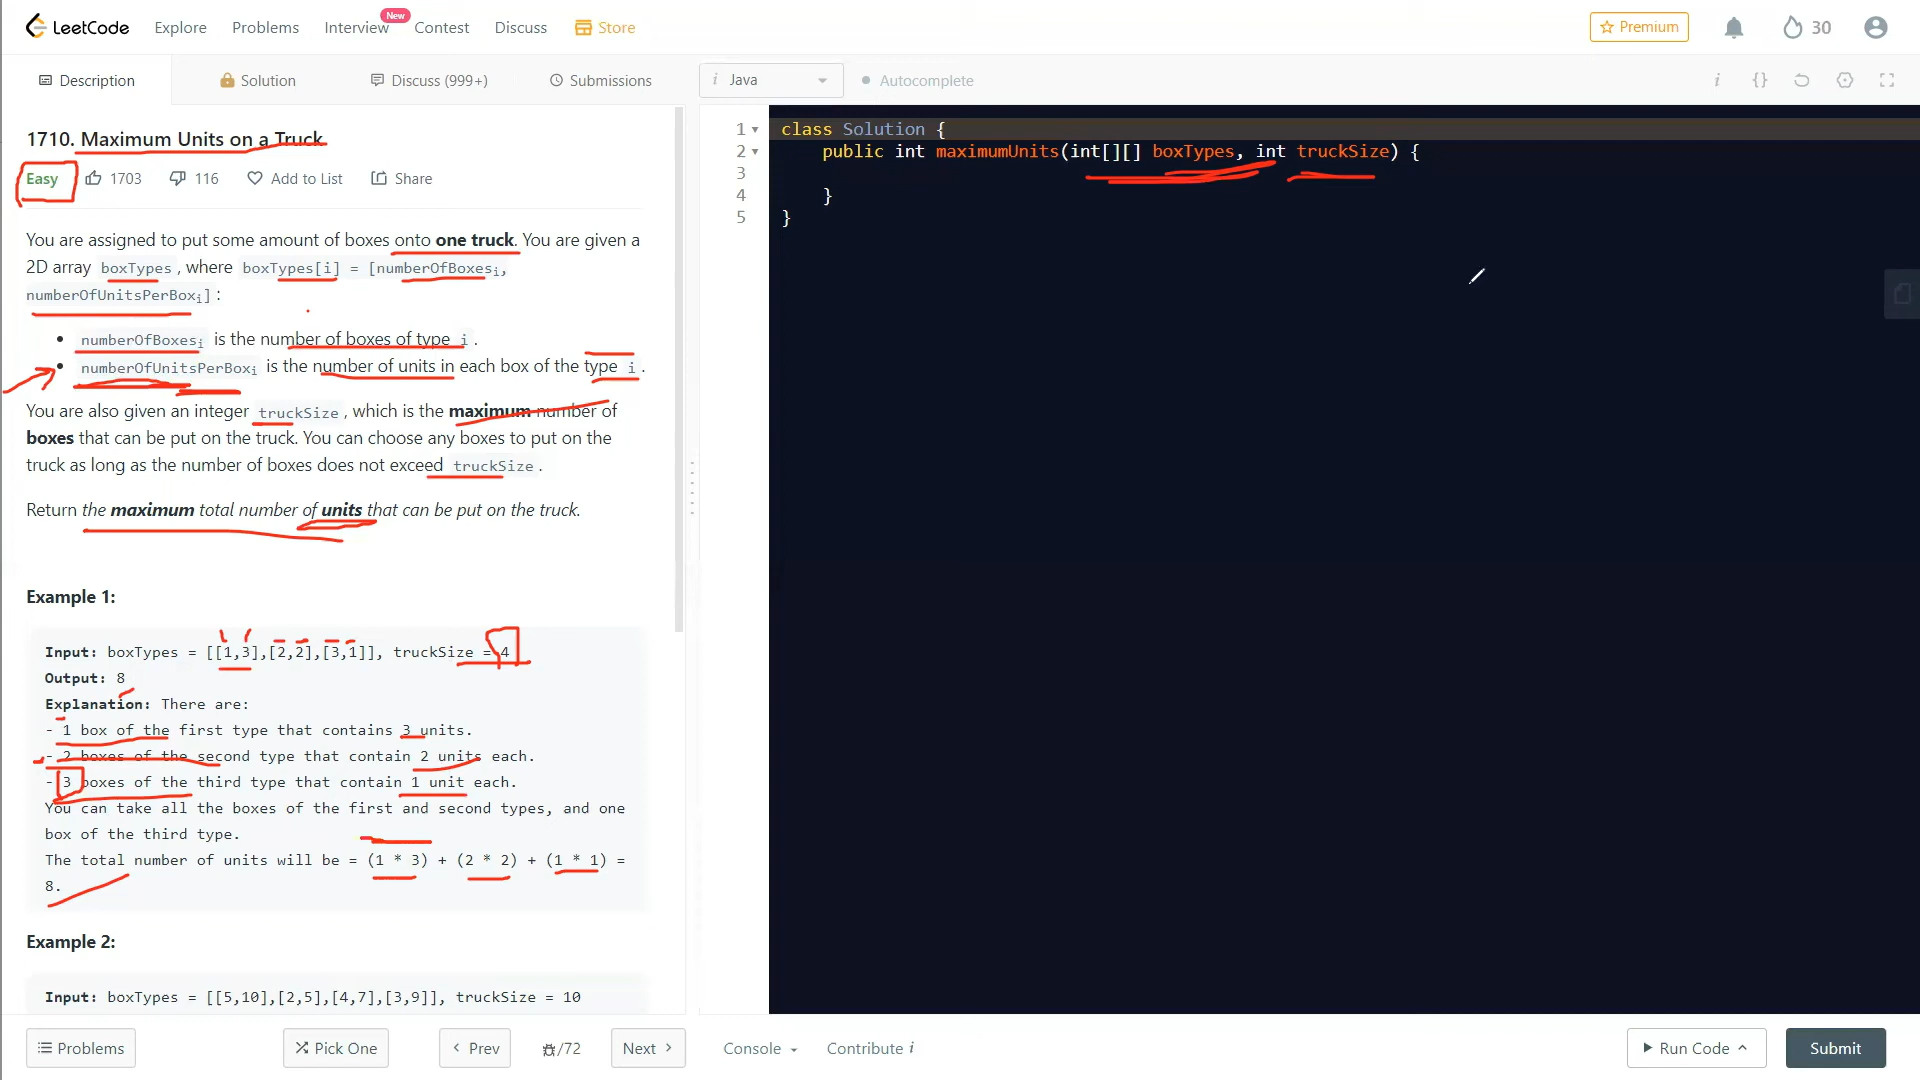 LeetCode Explore Problems Interview New Contest Discuss Store Premium 30
Description Solution Discuss (999+) Submissions i Java Autocomplete
1710. Maximum Units on a Truck
Easy 1703 116 Add to List Share
You are assigned to put some amount of boxes onto one truck. You are given a
2D array boxTypes, where boxTypes[i] = [numberOfBoxesi,
numberOfUnitsPerBoxi]:
• numberOfBoxesi is the number of boxes of type i.
• numberOfUnitsPerBoxi is the number of units in each box of the type i.
You are also given an integer truckSize, which is the maximum number of
boxes that can be put on the truck. You can choose any boxes to put on the
truck as long as the number of boxes does not exceed truckSize.
Return the maximum total number of units that can be put on the truck.
Example 1:
Input: boxTypes = [[1,3],[2,2],[3,1]], truckSize = 4
Output: 8
Explanation: There are:
- 1 box of the first type that contains 3 units.
- 2 boxes of the second type that contain 2 units each.
- 3 boxes of the third type that contain 1 unit each.
You can take all the boxes of the first and second types, and one
box of the third type.
The total number of units will be = (1 * 3) + (2 * 2) + (1 * 1) =
8.
Example 2:
Input: boxTypes = [[5,10],[2,5],[4,7],[3,9]], truckSize = 10
1 class Solution {
2 public int maximumUnits(int[][] boxTypes, int truckSize) {
3
4 }
5 }
Problems Pick One < Prev /72 Next > Console Contribute i Run Code Submit